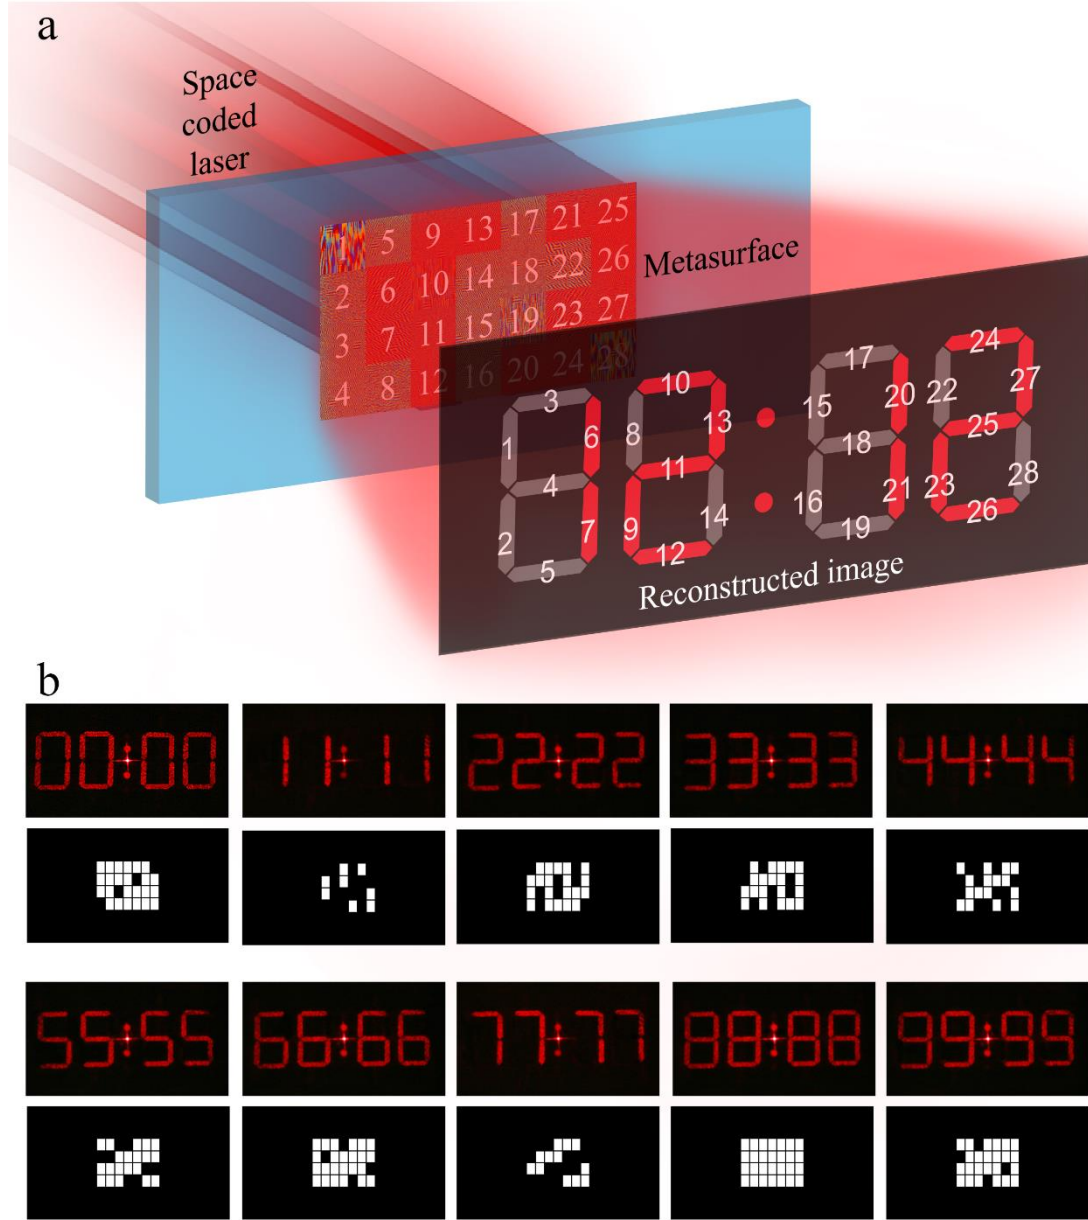 a
Space
coded
laser
1 5 9 13 17 21 25
2 6 10 14 18 22 26
3 7 11 15 19 23 27
4 8 12 16 20 24 28
Metasurface
3 10 17 24
1 6 8 13 15 20 22 27
4 11 18 25
2 7 9 14 16 21 23 28
5 12 19 26
Reconstructed image
b
00:00 11:11 22:22 33:33 44:44
55:55 66:66 77:77 88:88 99:99